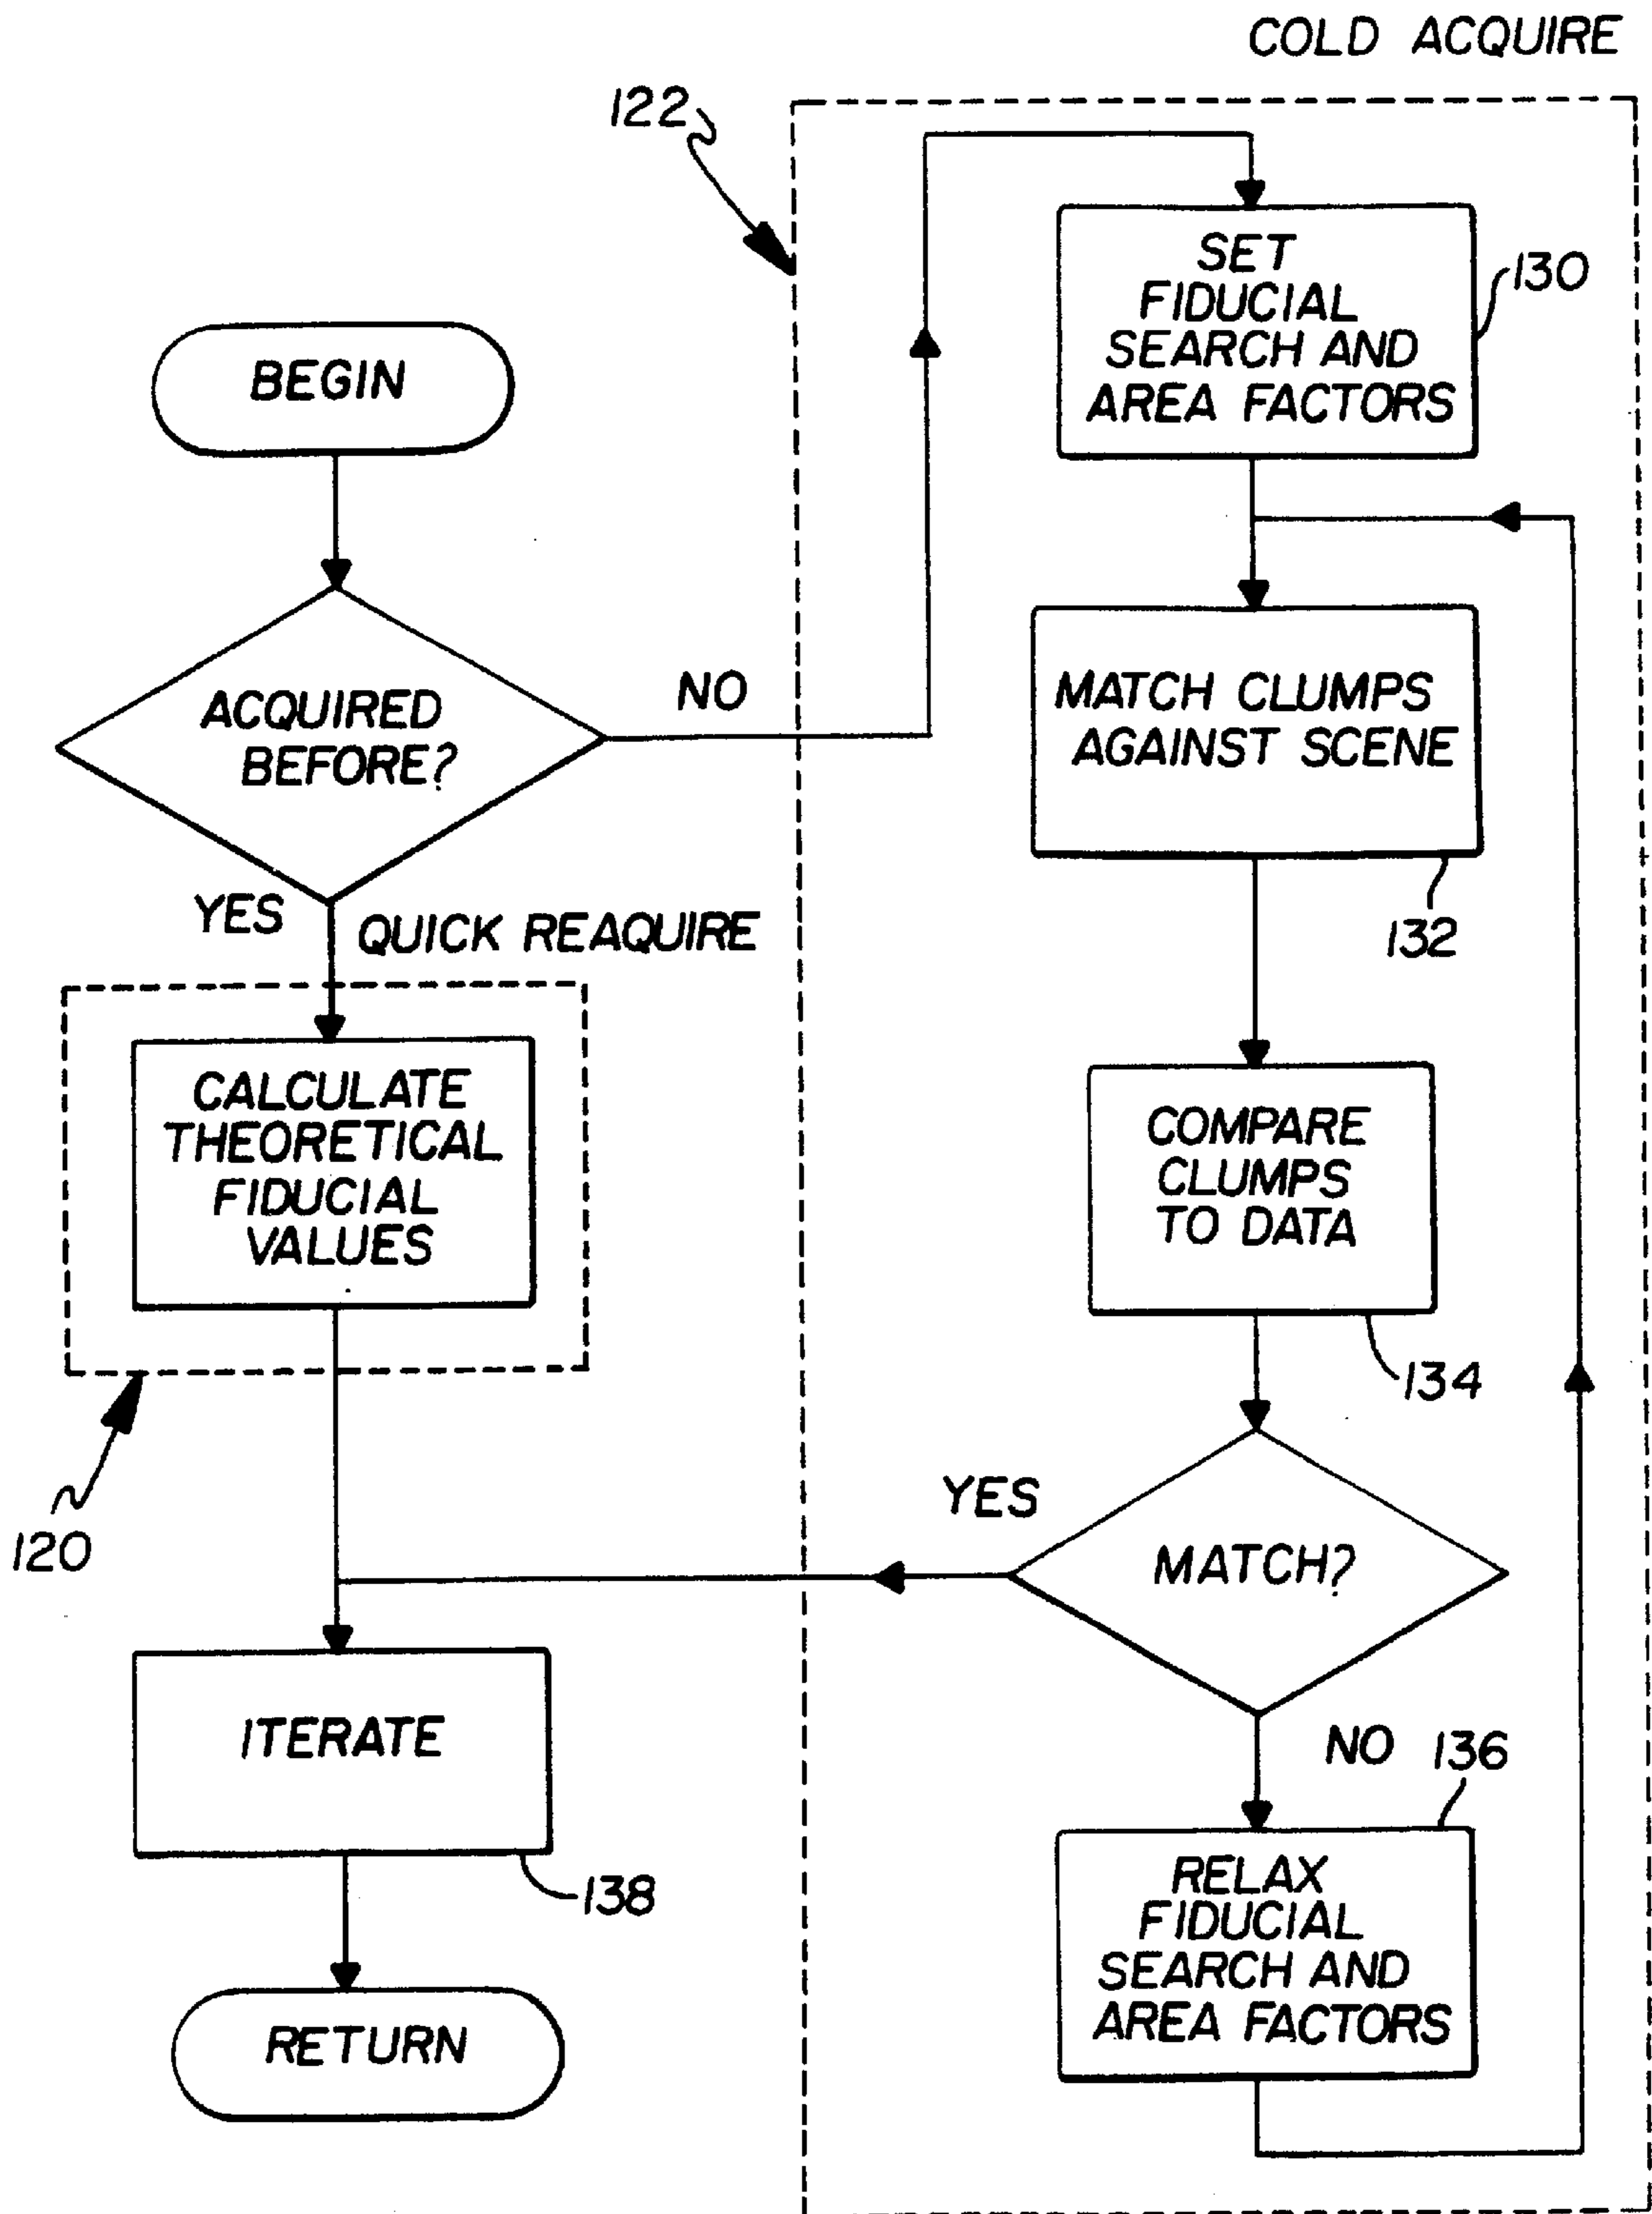 COLD ACQUIRE
122
SET
FIDUCIAL
SEARCH AND
AREA FACTORS
130
BEGIN
ACQUIRED
BEFORE?
NO
MATCH CLUMPS
AGAINST SCENE
132
YES
QUICK REAQUIRE
CALCULATE
THEORETICAL
FIDUCIAL
VALUES
120
COMPARE
CLUMPS
TO DATA
134
YES
MATCH?
NO
136
ITERATE
138
RELAX
FIDUCIAL
SEARCH AND
AREA FACTORS
RETURN